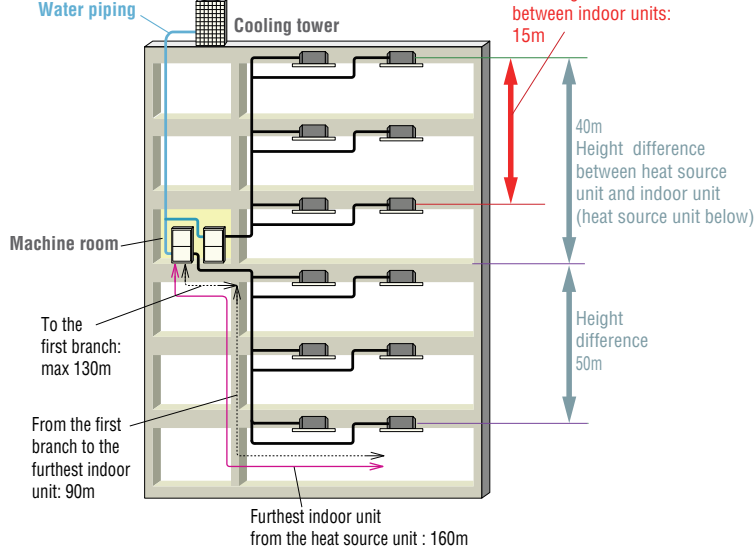 Water piping
Cooling tower
between indoor units:
15m
40m
Height difference
between heat source
unit and indoor unit
(heat source unit below)
Machine room
To the
first branch:
max 130m
Height
difference
50m
From the first
branch to the
furthest indoor
unit: 90m
Furthest indoor unit
from the heat source unit : 160m